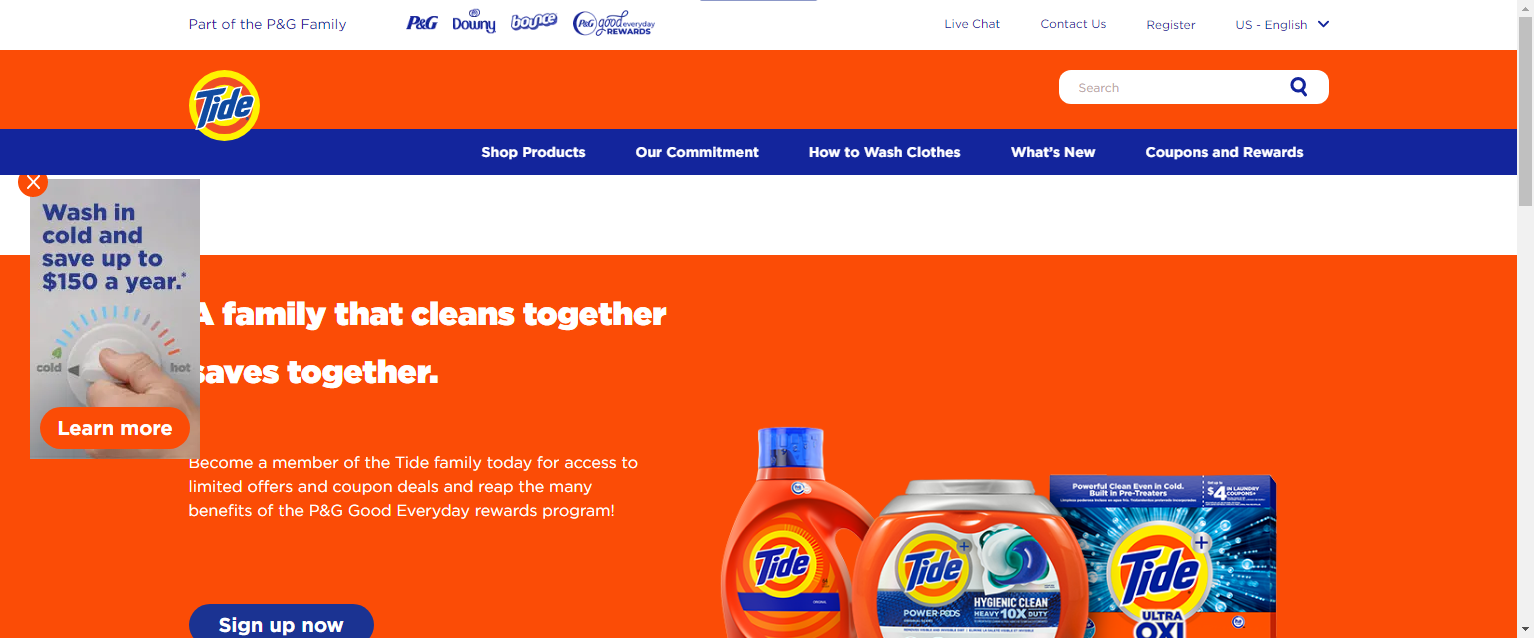 Part of the P&G Family
P&G
Downy
bounce
P&G good everyday
REWARDS
Live Chat
Contact Us
Register
US - English
Tide
Search
Shop Products
Our Commitment
How to Wash Clothes
What's New
Coupons and Rewards
Wash in
cold and
save up to
$150 a year.*
cold
hot
Learn more
A family that cleans together
saves together.
Become a member of the Tide family today for access to
limited offers and coupon deals and reap the many
benefits of the P&G Good Everyday rewards program!
Sign up now
Tide
ORIGINAL
Tide+
POWER PODS
HYGIENIC CLEAN
HEAVY 10X DUTY
Powerful Clean Even in Cold.
Built in Pre-Treaters
$4 IN LAUNDRY
COUPONS+
Tide+
ULTRA
OXI